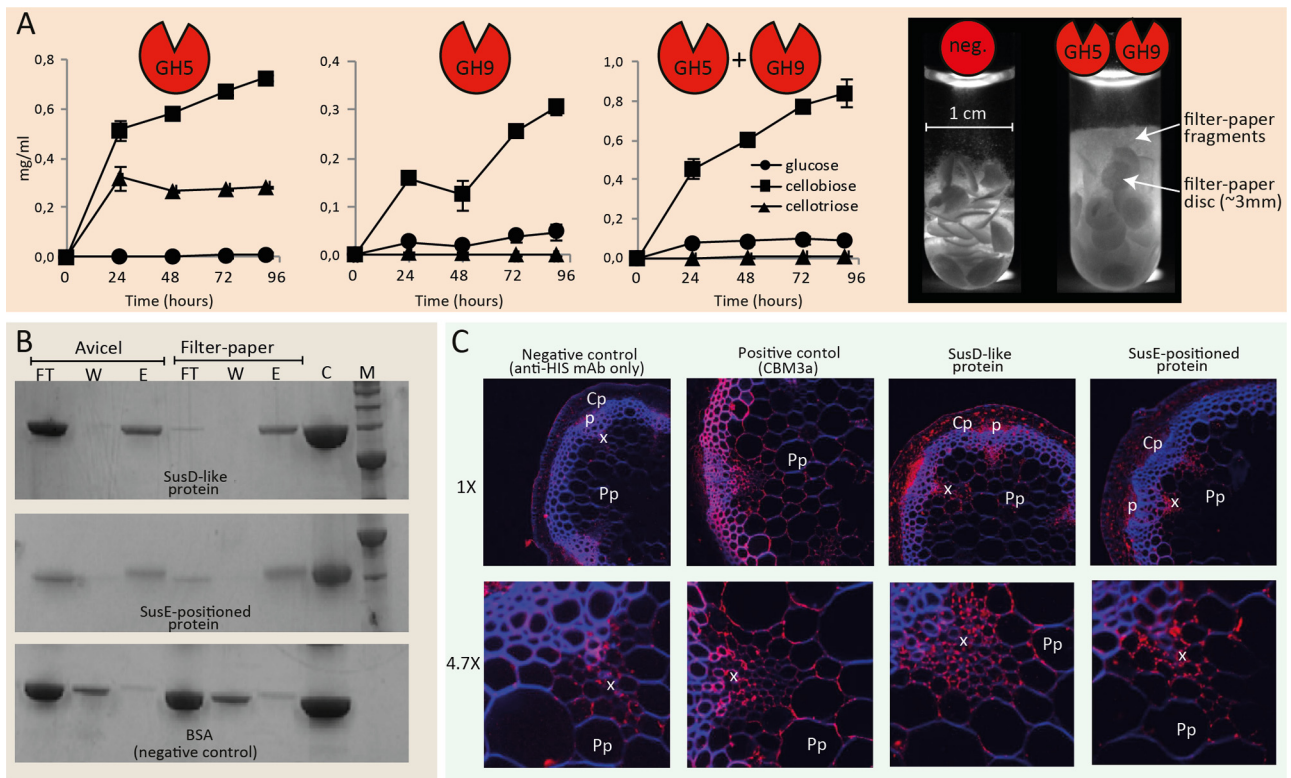 A
GH5
GH9
GH5 + GH9
neg.
GH5 GH9
mg/ml
0,8
0,6
0,4
0,2
0,0
0 24 48 72 96
Time (hours)
0,4
0,3
0,2
0,1
0,0
0 24 48 72 96
Time (hours)
1,0
0,8
0,6
0,4
0,2
0,0
0 24 48 72 96
Time (hours)
glucose
cellobiose
cellotriose
1 cm
filter-paper
fragments
filter-paper
disc (~3mm)
B
Avicel Filter-paper
FT W E FT W E C M
SusD-like
protein
SusE-positioned
protein
BSA
(negative control)
C
Negative control
(anti-HIS mAb only)
Positive contol
(CBM3a)
SusD-like
protein
SusE-positioned
protein
1X
Cp
p
x
Pp
Pp
Cp p
x Pp
Cp
p x Pp
4.7X
x
Pp
x
Pp
x Pp
x
Pp